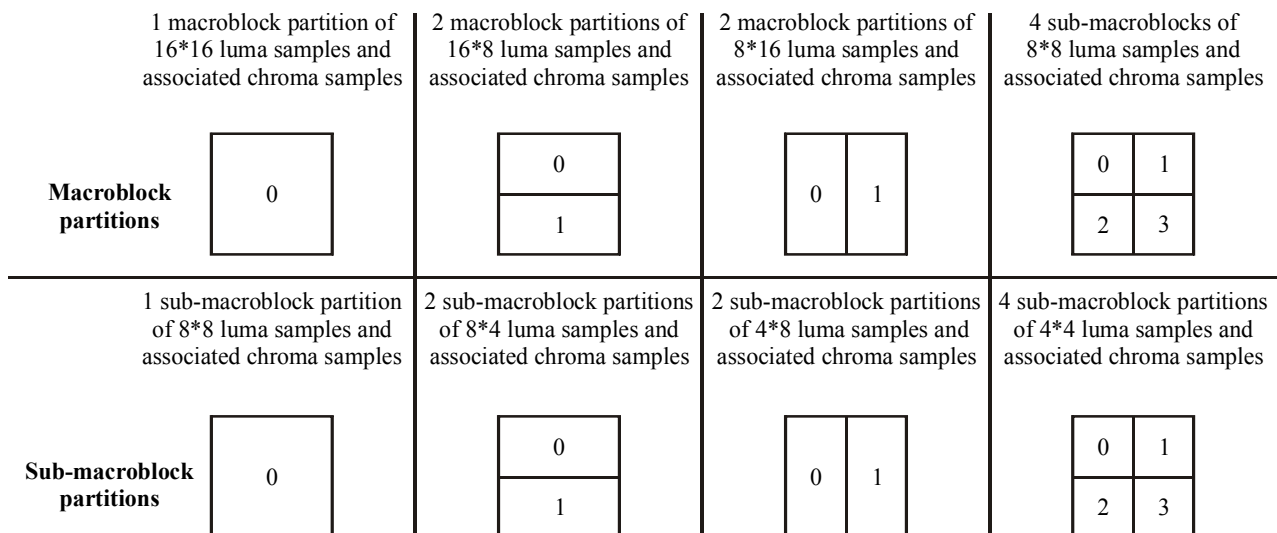 1 macroblock partition of
16*16 luma samples and
associated chroma samples
2 macroblock partitions of
16*8 luma samples and
associated chroma samples
2 macroblock partitions of
8*16 luma samples and
associated chroma samples
4 sub-macroblocks of
8*8 luma samples and
associated chroma samples
Macroblock
partitions
0
0
1
0 1
0 1
2 3
1 sub-macroblock partition
of 8*8 luma samples and
associated chroma samples
2 sub-macroblock partitions
of 8*4 luma samples and
associated chroma samples
2 sub-macroblock partitions
of 4*8 luma samples and
associated chroma samples
4 sub-macroblock partitions
of 4*4 luma samples and
associated chroma samples
Sub-macroblock
partitions
0
0
1
0 1
0 1
2 3